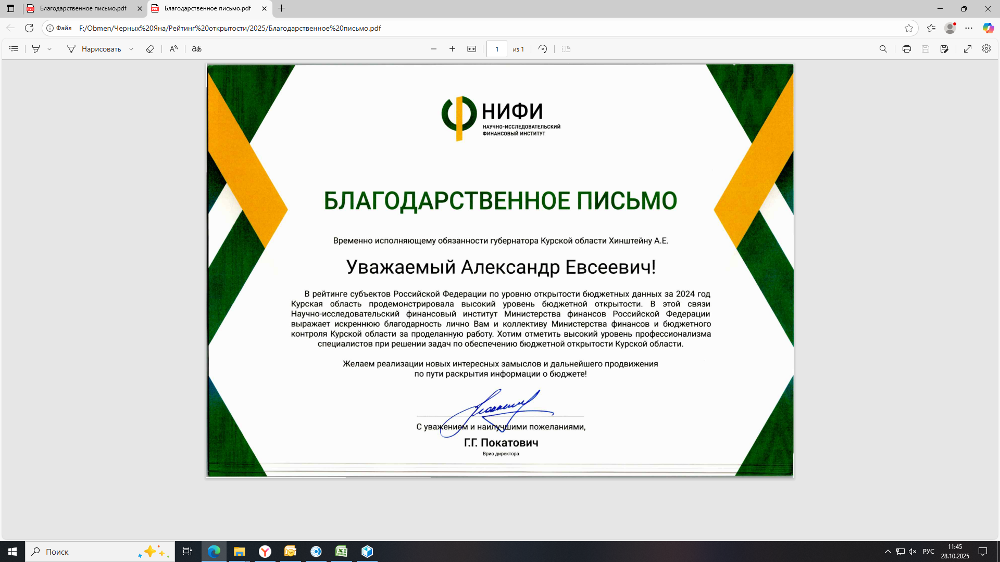 Благодарственное письмо.pdf
Благодарственное письмо.pdf
Файл
F:/Obmen/Черных%20Яна/Рейтинг%20открытости/2025/Благодарственное%20письмо.pdf
Нарисовать
1
из 1
НИФИ
НАУЧНО-ИССЛЕДОВАТЕЛЬСКИЙ
ФИНАНСОВЫЙ ИНСТИТУТ
БЛАГОДАРСТВЕННОЕ ПИСЬМО
Временно исполняющему обязанности губернатора Курской области Хинштейну А.Е.
Уважаемый Александр Евсеевич!
В рейтинге субъектов Российской Федерации по уровню открытости бюджетных данных за 2024 год
Курская область продемонстрировала высокий уровень бюджетной открытости. В этой связи
Научно-исследовательский финансовый институт Министерства финансов Российской Федерации
выражает искреннюю благодарность лично Вам и коллективу Министерства финансов и бюджетного
контроля Курской области за проделанную работу. Хотим отметить высокий уровень профессионализма
специалистов при решении задач по обеспечению бюджетной открытости Курской области.
Желаем реализации новых интересных замыслов и дальнейшего продвижения
по пути раскрытия информации о бюджете!
С уважением и наилучшими пожеланиями,
Г.Г. Покатович
Врио директора
Поиск
РУС
11:45
28.10.2025